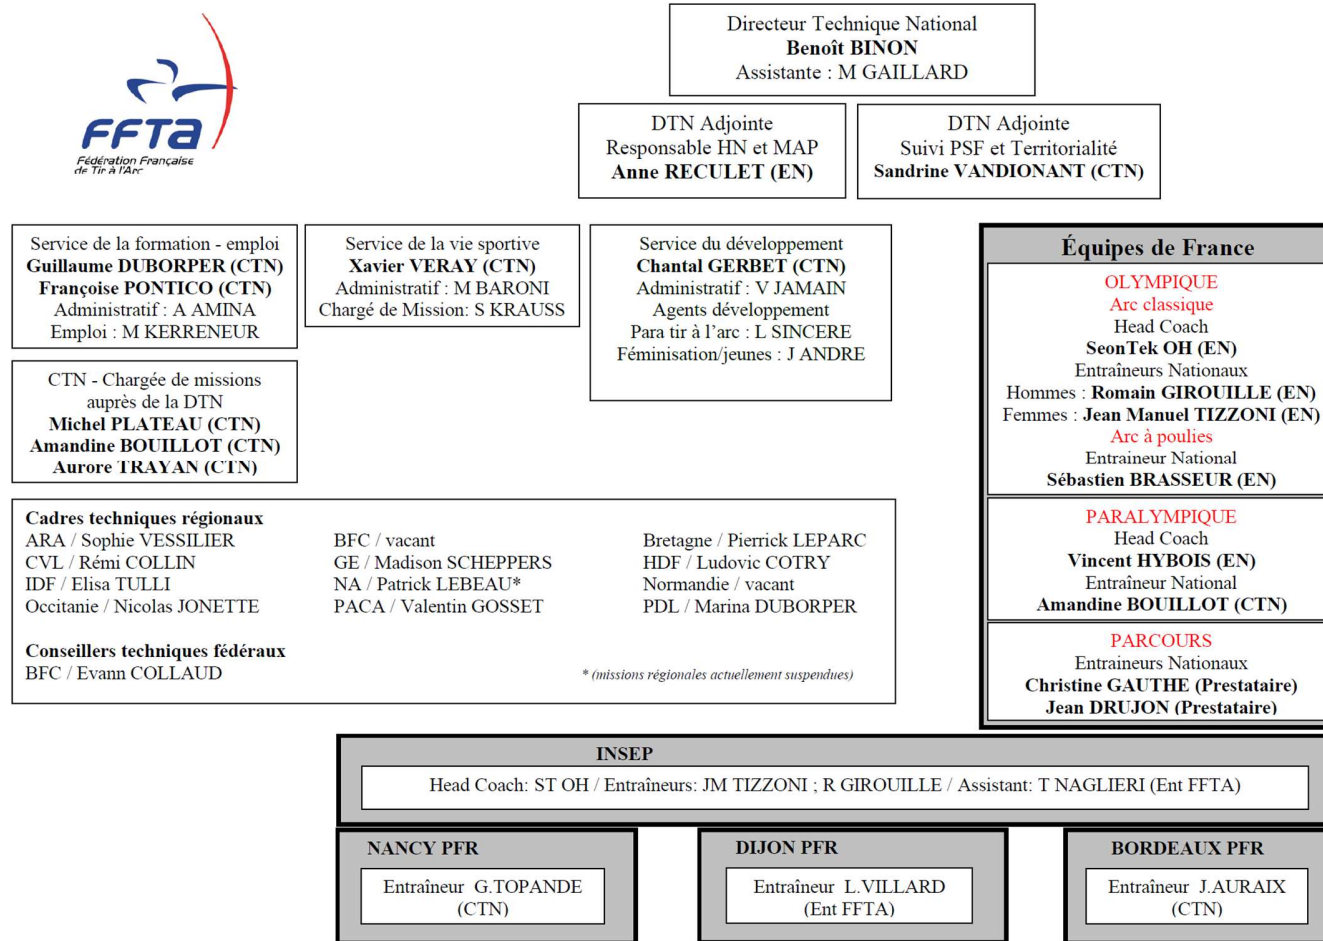 Directeur Technique National
Benoît BINON
Assistante : M GAILLARD
FFTA
Fédération Française
de Tir à l'Arc
DTN Adjointe
Responsable HN et MAP
Anne RECULET (EN)
DTN Adjointe
Suivi PSF et Territorialité
Sandrine VANDIONANT (CTN)
Service de la formation - emploi
Guillaume DUBORPER (CTN)
Françoise PONTICO (CTN)
Administratif : A AMINA
Emploi : M KERRENEUR
Service de la vie sportive
Xavier VERAY (CTN)
Administratif : M BARONI
Chargé de Mission: S KRAUSS
Service du développement
Chantal GERBET (CTN)
Administratif : V JAMAIN
Agents développement
Para tir à l'arc : L SINCERE
Féminisation/jeunes : J ANDRE
CTN - Chargée de missions
auprès de la DTN
Michel PLATEAU (CTN)
Amandine BOUILLOT (CTN)
Aurore TRAYAN (CTN)
Équipes de France
OLYMPIQUE
Arc classique
Head Coach
SeonTek OH (EN)
Entraîneurs Nationaux
Hommes : Romain GIROUILLE (EN)
Femmes : Jean Manuel TIZZONI (EN)
Arc à poulies
Entraineur National
Sébastien BRASSEUR (EN)
PARALYMPIQUE
Head Coach
Vincent HYBOIS (EN)
Entraîneur National
Amandine BOUILLOT (CTN)
PARCOURS
Entraineurs Nationaux
Christine GAUTHE (Prestataire)
Jean DRUJON (Prestataire)
Cadres techniques régionaux
ARA / Sophie VESSILIER
CVL / Rémi COLLIN
IDF / Elisa TULLI
Occitanie / Nicolas JONETTE
BFC / vacant
GE / Madison SCHEPPERS
NA / Patrick LEBEAU*
PACA / Valentin GOSSET
Bretagne / Pierrick LEPARC
HDF / Ludovic COTRY
Normandie / vacant
PDL / Marina DUBORPER
Conseillers techniques fédéraux
BFC / Evann COLLAUD
* (missions régionales actuellement suspendues)
INSEP
Head Coach: ST OH / Entraîneurs: JM TIZZONI ; R GIROUILLE / Assistant: T NAGLIERI (Ent FFTA)
NANCY PFR
Entraîneur G.TOPANDE
(CTN)
DIJON PFR
Entraîneur L.VILLARD
(Ent FFTA)
BORDEAUX PFR
Entraîneur J.AURAIX
(CTN)